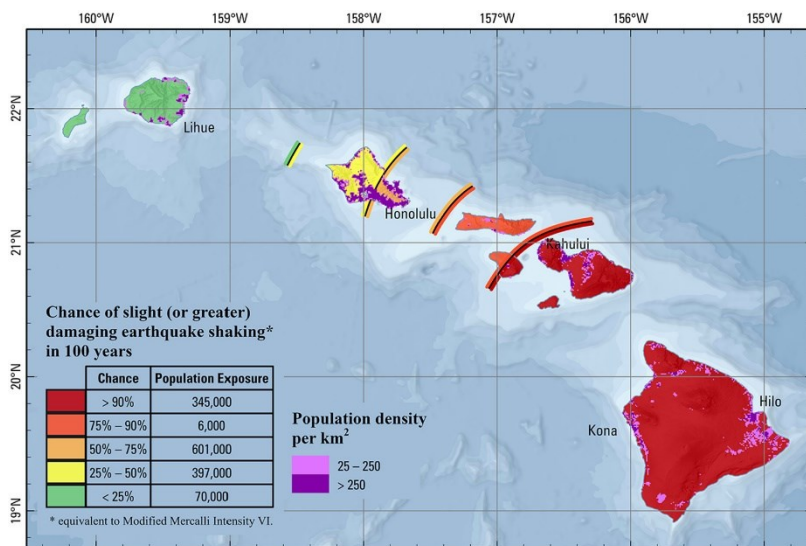 160°W 159°W 158°W 157°W 156°W 155°W
22°N
Lihue
Honolulu
21°N
Kahului
Chance of slight (or greater)
damaging earthquake shaking*
in 100 years
Chance Population Exposure
> 90% 345,000
75% – 90% 6,000
50% – 75% 601,000
25% – 50% 397,000
< 25% 70,000
* equivalent to Modified Mercalli Intensity VI.
Population density
per km²
25 – 250
> 250
20°N
Hilo
Kona
19°N